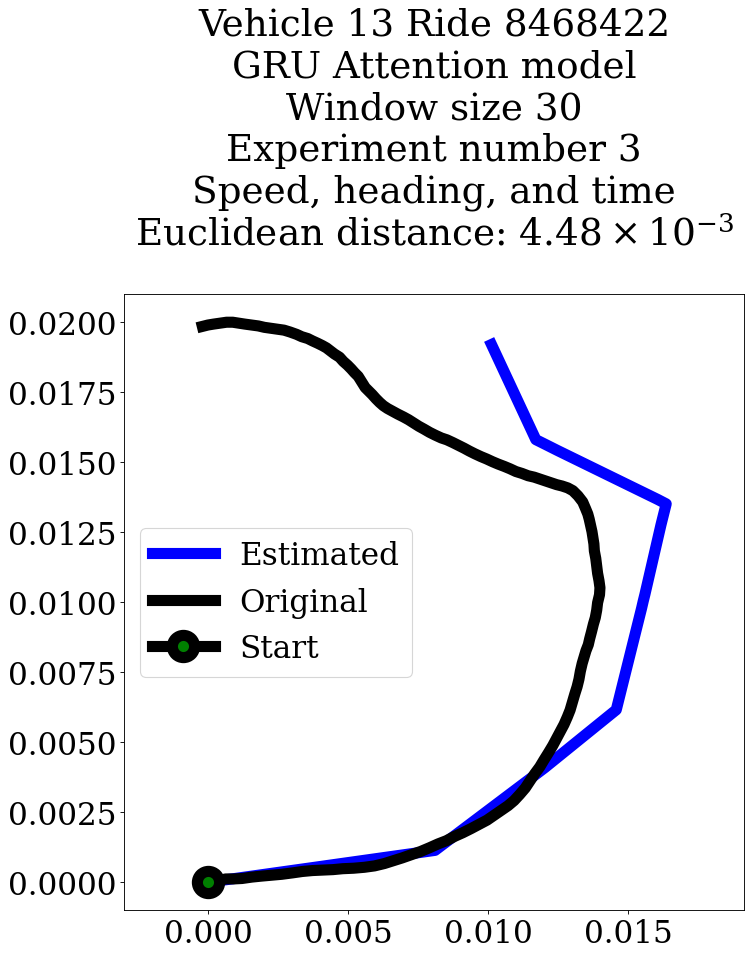 Vehicle 13 Ride 8468422
GRU Attention model
Window size 30
Experiment number 3
Speed, heading, and time
Euclidean distance: 4.48 × 10⁻³
0.0200
0.0175
0.0150
0.0125
0.0100
0.0075
0.0050
0.0025
0.0000
Estimated
Original
Start
0.000 0.005 0.010 0.015